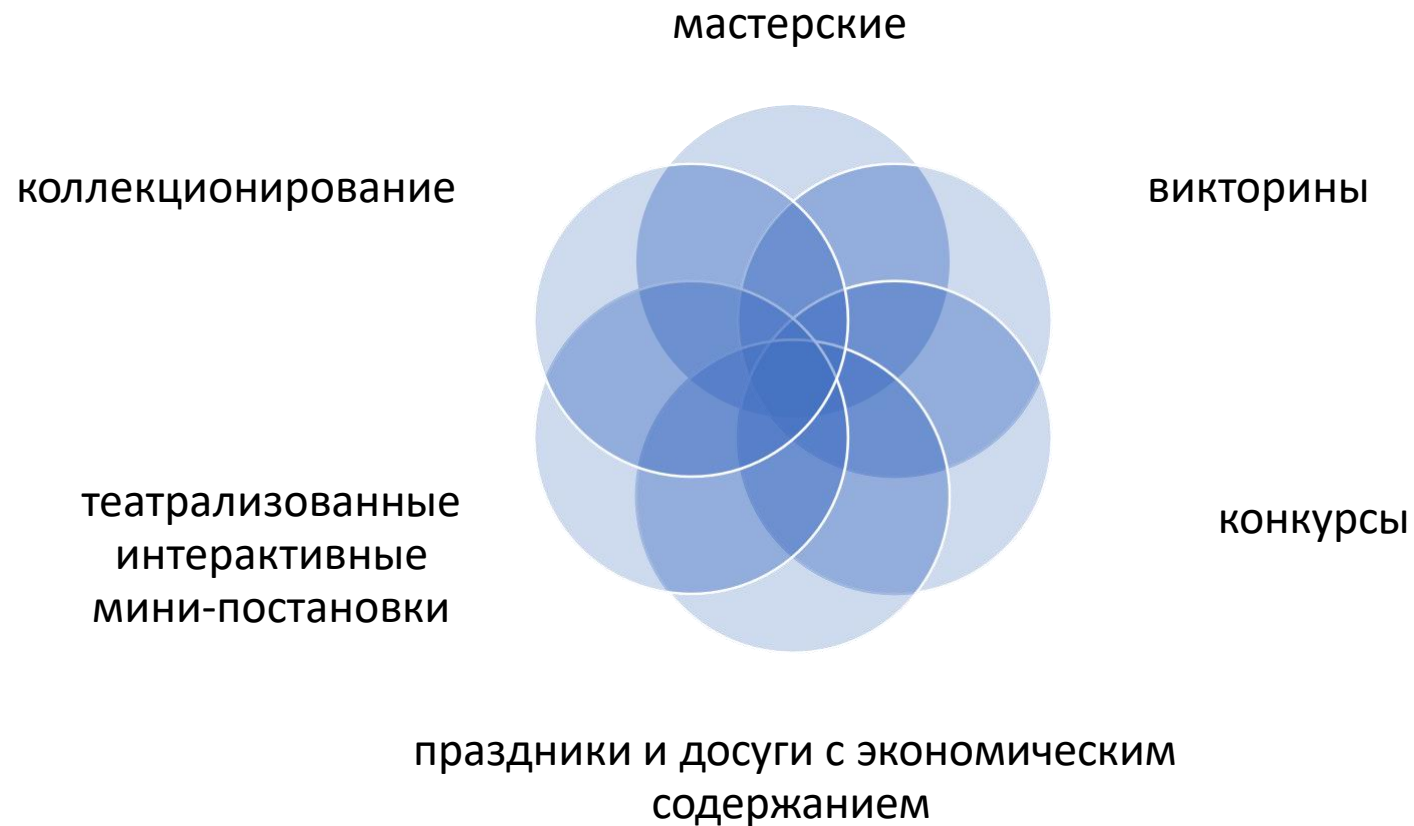 мастерские
коллекционирование
викторины
театрализованные
интерактивные
мини-постановки
конкурсы
праздники и досуги с экономическим
содержанием